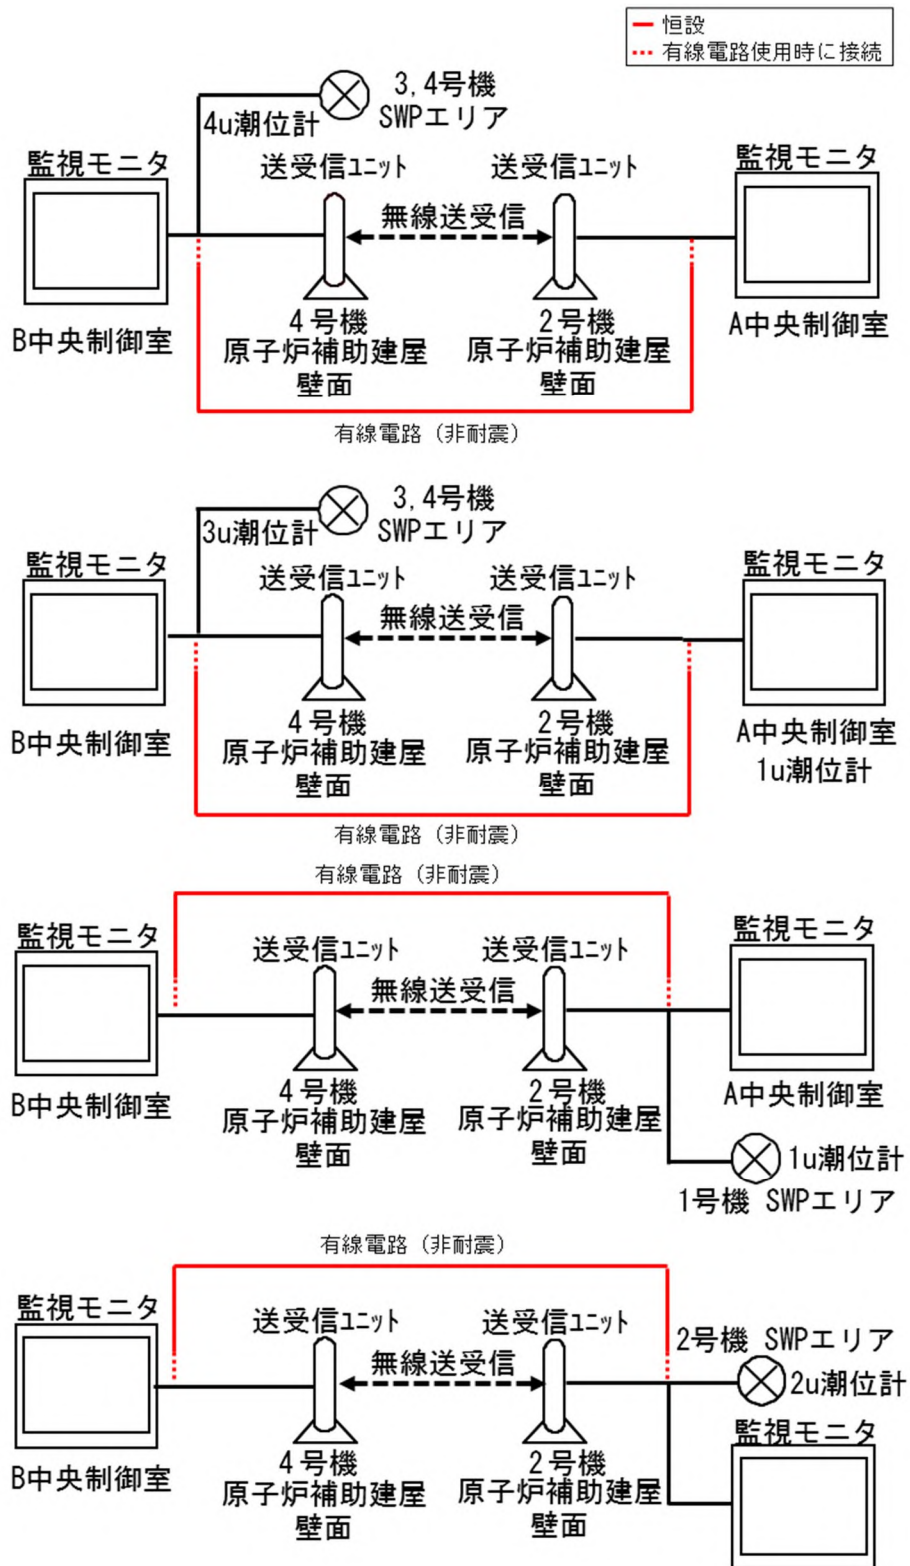 恒設
有線電路使用時に接続
3,4号機
SWPエリア
4u潮位計
監視モニタ
送受信ユニット
送受信ユニット
監視モニタ
無線送受信
B中央制御室
4号機
原子炉補助建屋
壁面
2号機
原子炉補助建屋
壁面
A中央制御室
有線電路（非耐震）
3,4号機
SWPエリア
3u潮位計
監視モニタ
送受信ユニット
送受信ユニット
監視モニタ
無線送受信
B中央制御室
4号機
原子炉補助建屋
壁面
2号機
原子炉補助建屋
壁面
A中央制御室
1u潮位計
有線電路（非耐震）
有線電路（非耐震）
監視モニタ
送受信ユニット
送受信ユニット
監視モニタ
無線送受信
B中央制御室
4号機
原子炉補助建屋
壁面
2号機
原子炉補助建屋
壁面
A中央制御室
1u潮位計
1号機 SWPエリア
有線電路（非耐震）
監視モニタ
送受信ユニット
送受信ユニット
2号機 SWPエリア
無線送受信
2u潮位計
監視モニタ
B中央制御室
4号機
原子炉補助建屋
壁面
2号機
原子炉補助建屋
壁面